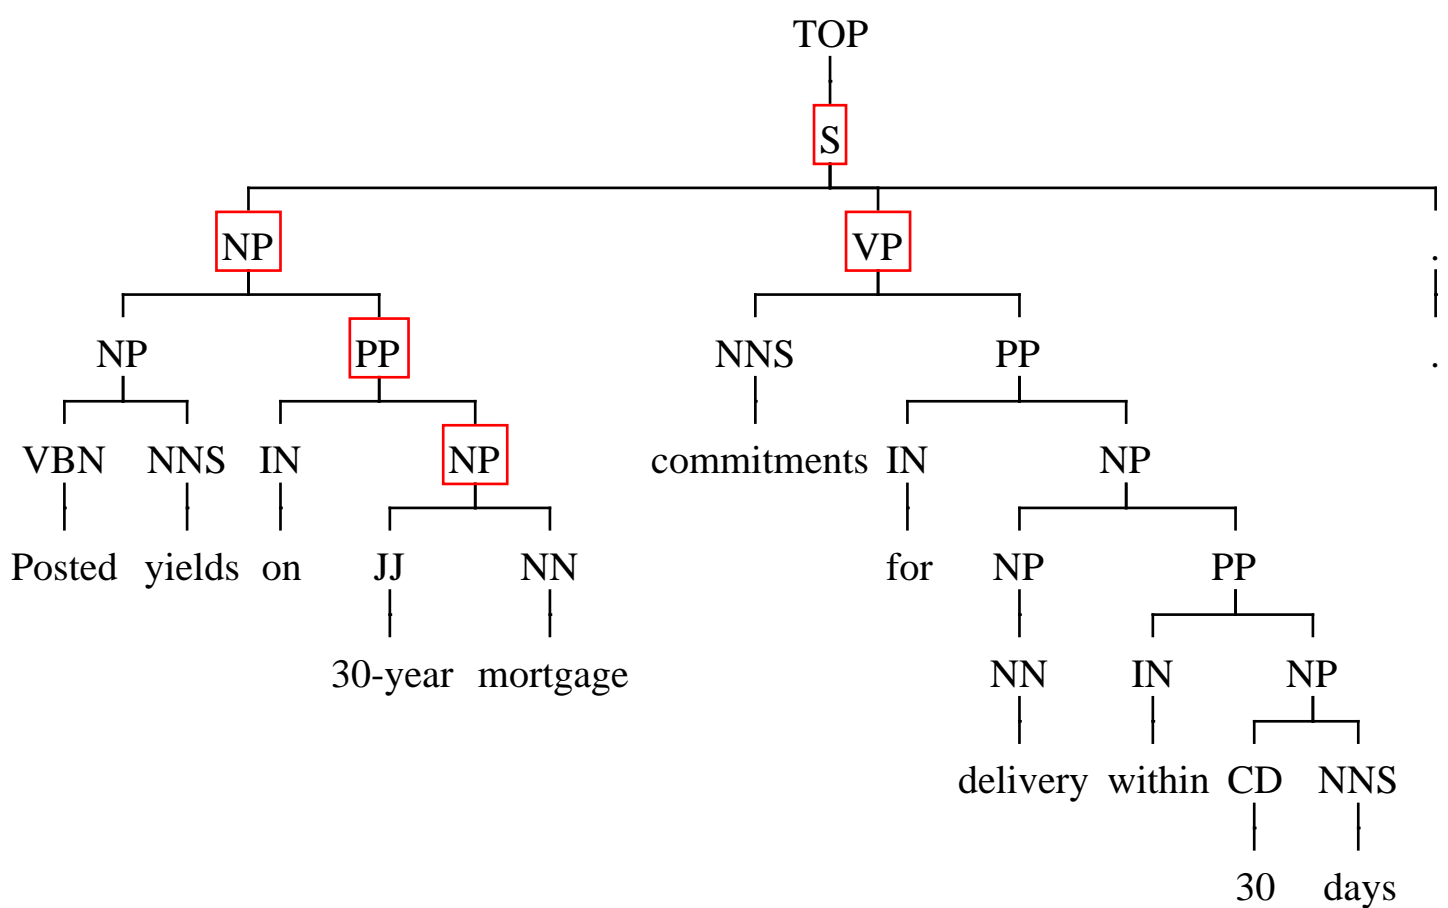 TOP
S
NP VP .
NP PP NNS PP .
VBN NNS IN NP commitments IN NP
Posted yields on JJ NN for NP PP
30-year mortgage NN IN NP
delivery within CD NNS
30 days